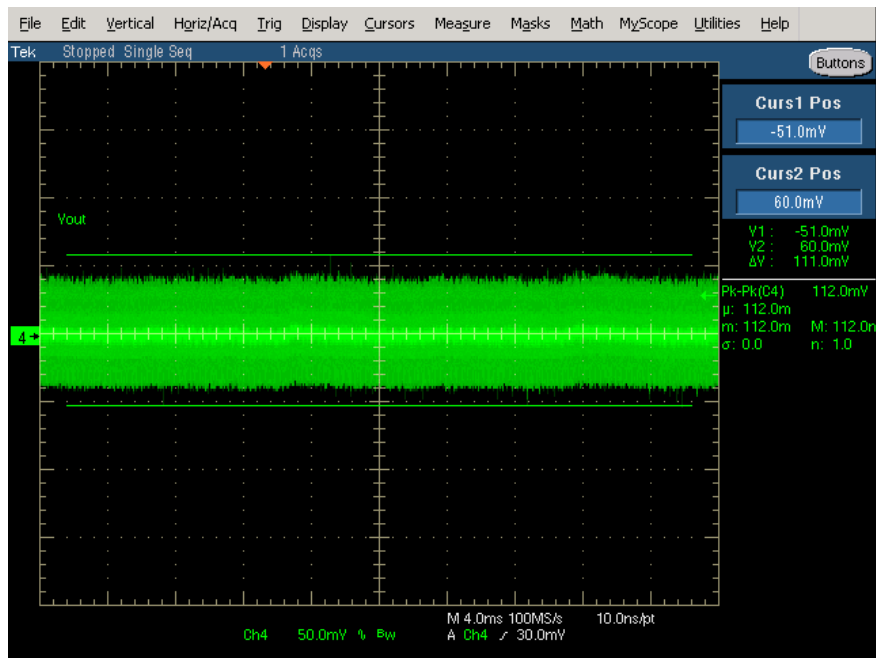 File Edit Vertical Horiz/Acq Trig Display Cursors Measure Masks Math MyScope Utilities Help
Tek Stopped Single Seq 1 Acqs
Buttons
Curs1 Pos
-51.0mV
Curs2 Pos
60.0mV
Vout
V1 : -51.0mV
V2 : 60.0mV
ΔV : 111.0mV
Pk-Pk(C4) 112.0mV
µ: 112.0m
m: 112.0m M: 112.0m
σ: 0.0 n: 1.0
4
M 4.0ms 100MS/s 10.0ns/pt
Ch4 50.0mV Bw A Ch4 30.0mV